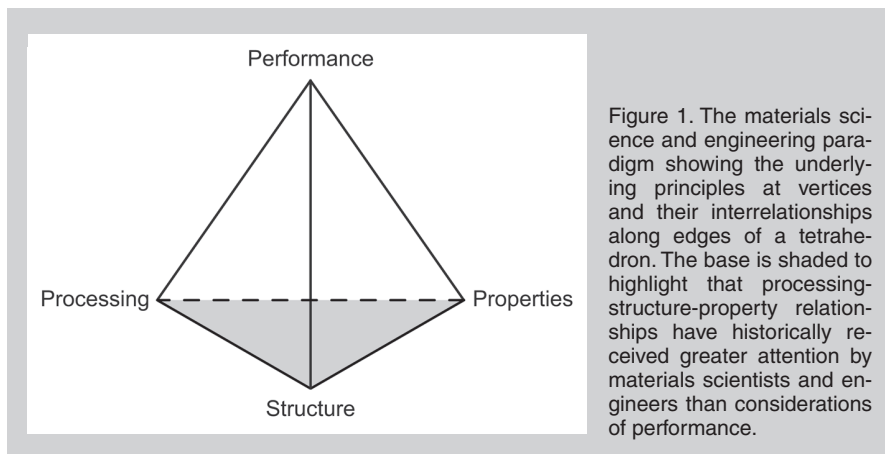 Performance
Processing
Properties
Structure
Figure 1. The materials sci-
ence and engineering para-
digm showing the underly-
ing principles at vertices
and their interrelationships
along edges of a tetrahe-
dron. The base is shaded to
highlight that processing-
structure-property relation-
ships have historically re-
ceived greater attention by
materials scientists and en-
gineers than considerations
of performance.